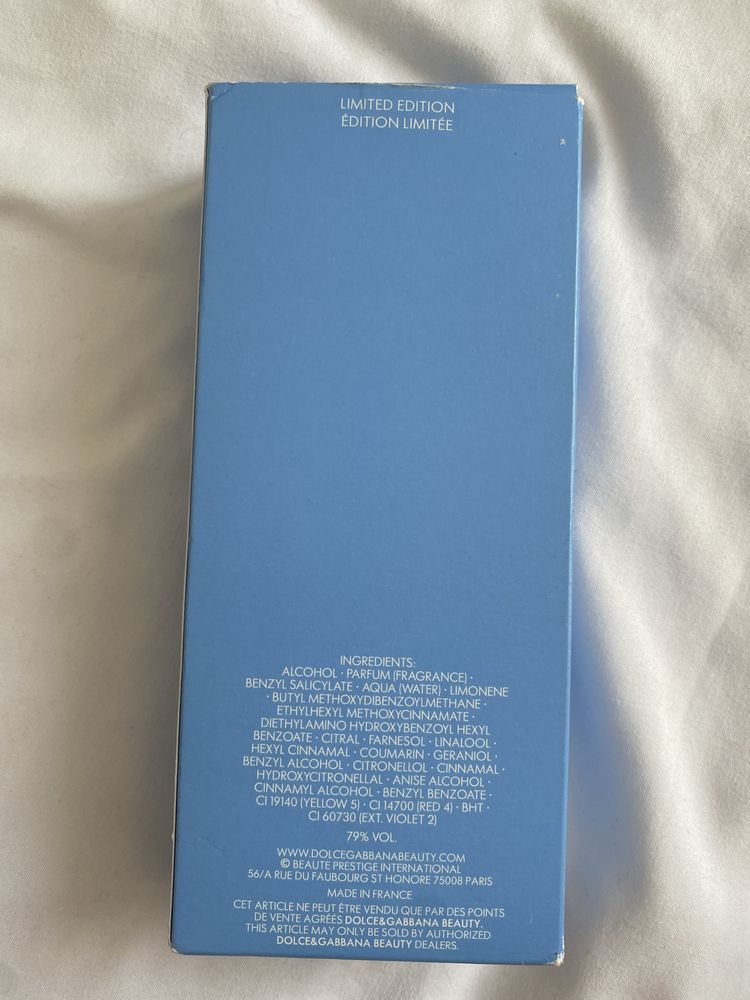 LIMITED EDITION
ÉDITION LIMITÉE
INGREDIENTS:
ALCOHOL · PARFUM (FRAGRANCE) ·
BENZYL SALICYLATE · AQUA (WATER) · LIMONENE
· BUTYL METHOXYDIBENZOYLMETHANE ·
ETHYLHEXYL METHOXYCINNAMATE ·
DIETHYLAMINO HYDROXYBENZOYL HEXYL
BENZOATE · CITRAL · FARNESOL · LINALOOL ·
HEXYL CINNAMAL · COUMARIN · GERANIOL ·
BENZYL ALCOHOL · CITRONELLOL · CINNAMAL ·
HYDROXYCITRONELLAL · ANISE ALCOHOL ·
CINNAMYL ALCOHOL · BENZYL BENZOATE ·
CI 19140 (YELLOW 5) · CI 14700 (RED 4) · BHT ·
CI 60730 (EXT. VIOLET 2)
79% VOL.
WWW.DOLCEGABBANABEAUTY.COM
© BEAUTE PRESTIGE INTERNATIONAL
56/A RUE DU FAUBOURG ST HONORE 75008 PARIS
MADE IN FRANCE
CET ARTICLE NE PEUT ÊTRE VENDU QUE PAR DES POINTS
DE VENTE AGRÉÉS DOLCE&GABBANA BEAUTY.
THIS ARTICLE MAY ONLY BE SOLD BY AUTHORIZED
DOLCE&GABBANA BEAUTY DEALERS.